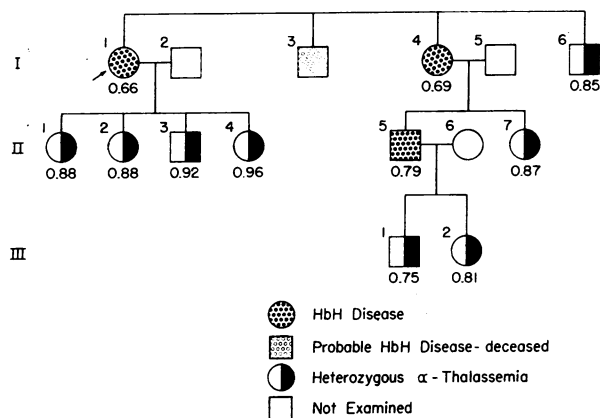 1 2 3 4 5 6
I
0.66 0.69 0.85
1 2 3 4 5 6 7
II
0.88 0.88 0.92 0.96 0.79 0.87
1 2
III
0.75 0.81
HbH Disease
Probable HbH Disease- deceased
Heterozygous α - Thalassemia
Not Examined